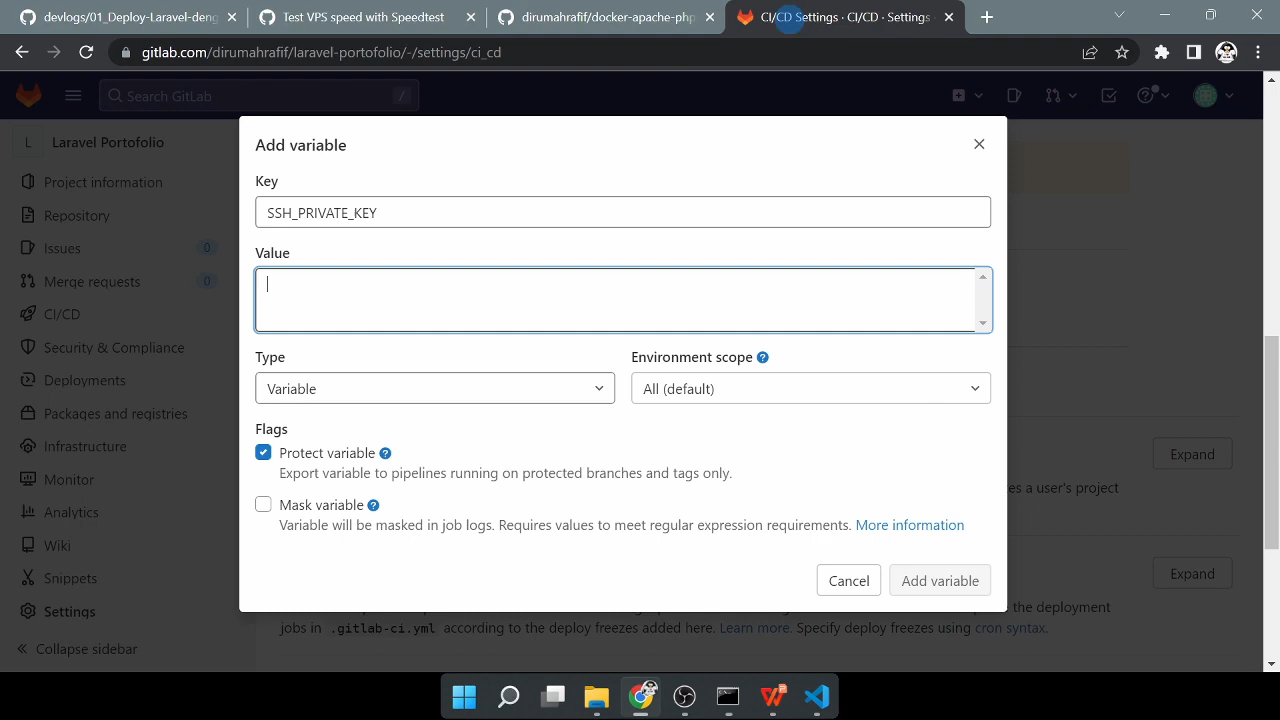 devlogs/01_Deploy-Laravel-deng
Test VPS speed with Speedtest
dirumahrafif/docker-apache-php
CI/CD Settings · CI/CD · Settings
gitlab.com/dirumahrafif/laravel-portofolio/-/settings/ci_cd
Search GitLab
/
L Laravel Portofolio
Project information
Repository
Issues 0
Merge requests 0
CI/CD
Security & Compliance
Deployments
Packages and registries
Infrastructure
Monitor
Analytics
Wiki
Snippets
Settings
Collapse sidebar
Add variable
Key
SSH_PRIVATE_KEY
Value
Type
Variable
Environment scope
All (default)
Flags
Protect variable
Export variable to pipelines running on protected branches and tags only.
Mask variable
Variable will be masked in job logs. Requires values to meet regular expression requirements. More information
Cancel
Add variable
Expand
es a user's project
Expand
the deployment
jobs in .gitlab-ci.yml according to the deploy freezes added here. Learn more. Specify deploy freezes using cron syntax.